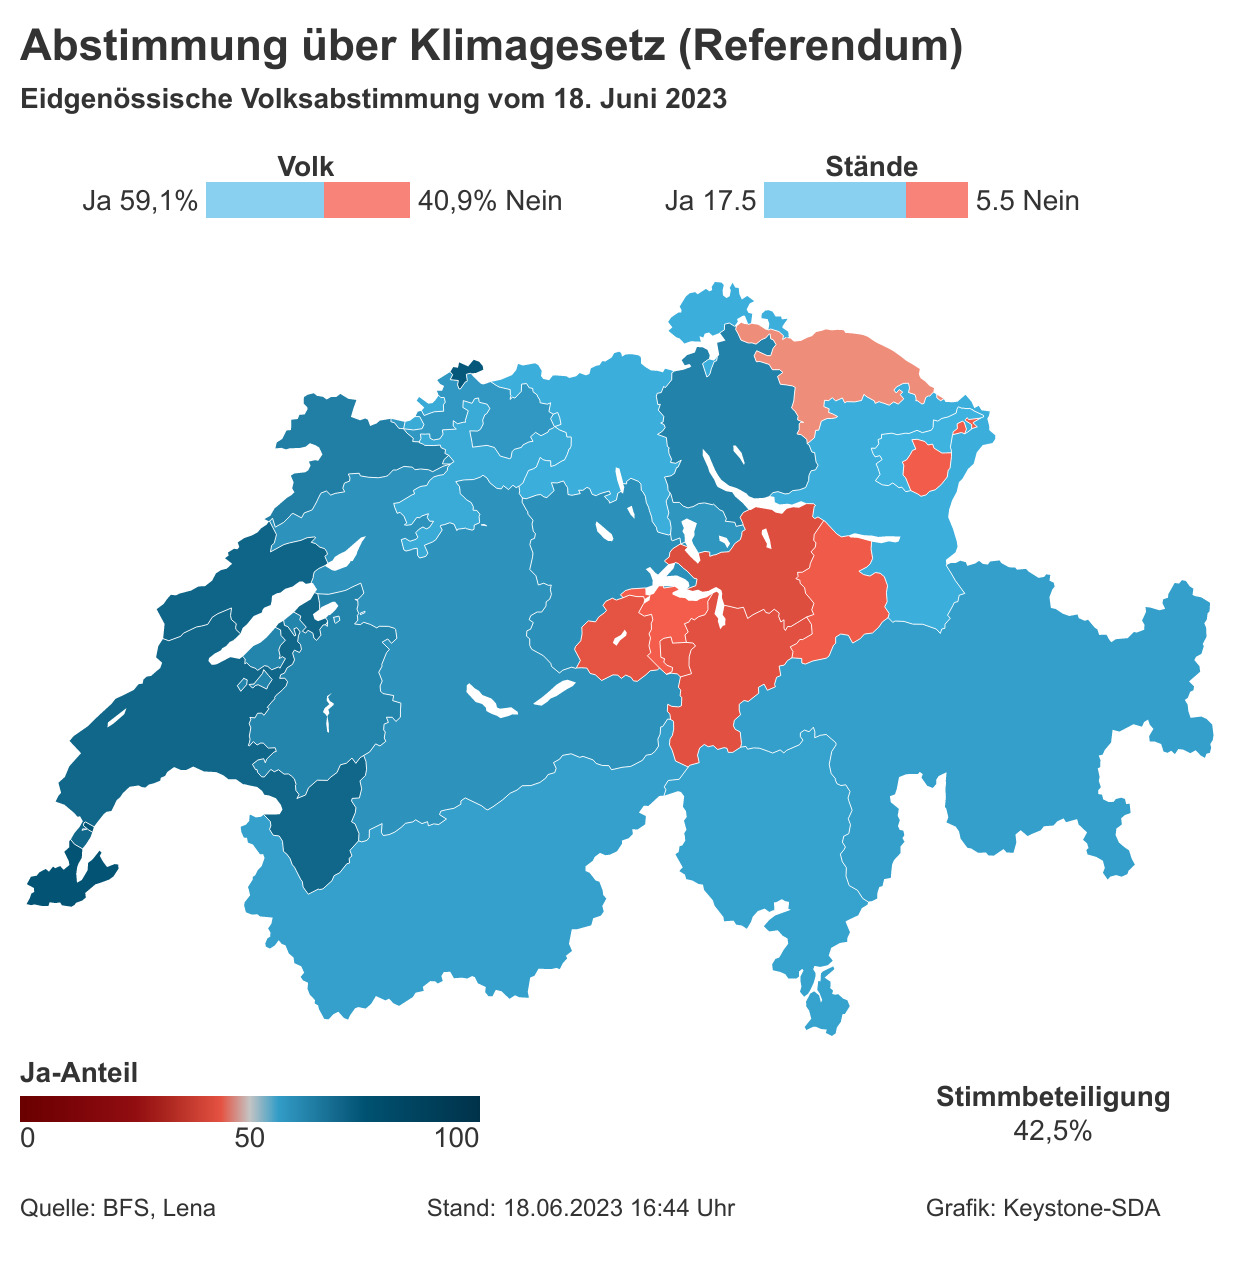 Abstimmung über Klimagesetz (Referendum)
Eidgenössische Volksabstimmung vom 18. Juni 2023
Volk
Ja 59,1% 40,9% Nein
Stände
Ja 17.5 5.5 Nein
Ja-Anteil
0 50 100
Stimmbeteiligung
42,5%
Quelle: BFS, Lena Stand: 18.06.2023 16:44 Uhr Grafik: Keystone-SDA